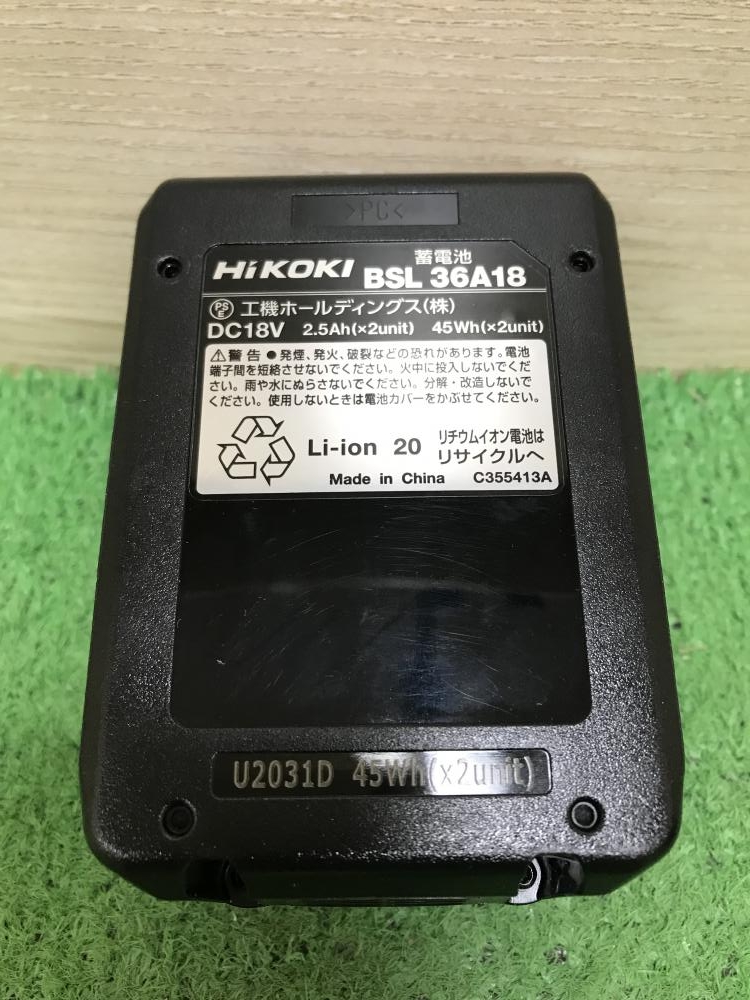 >PC<
HiKOKI 蓄電池 BSL 36A18
PSE 工機ホールディングス(株)
DC18V 2.5Ah(×2unit) 45Wh(×2unit)
⚠警告 ●発煙、発火、破裂などの恐れがあります。電池
端子間を短絡させないでください。火中に投入しないでくだ
さい。雨や水にぬらさないでください。分解・改造しないで
ください。使用しないときは電池カバーをかぶせてください。
Li-ion 20 リチウムイオン電池は
リサイクルへ
Made in China C355413A
U2031D 45Wh(x2unit)